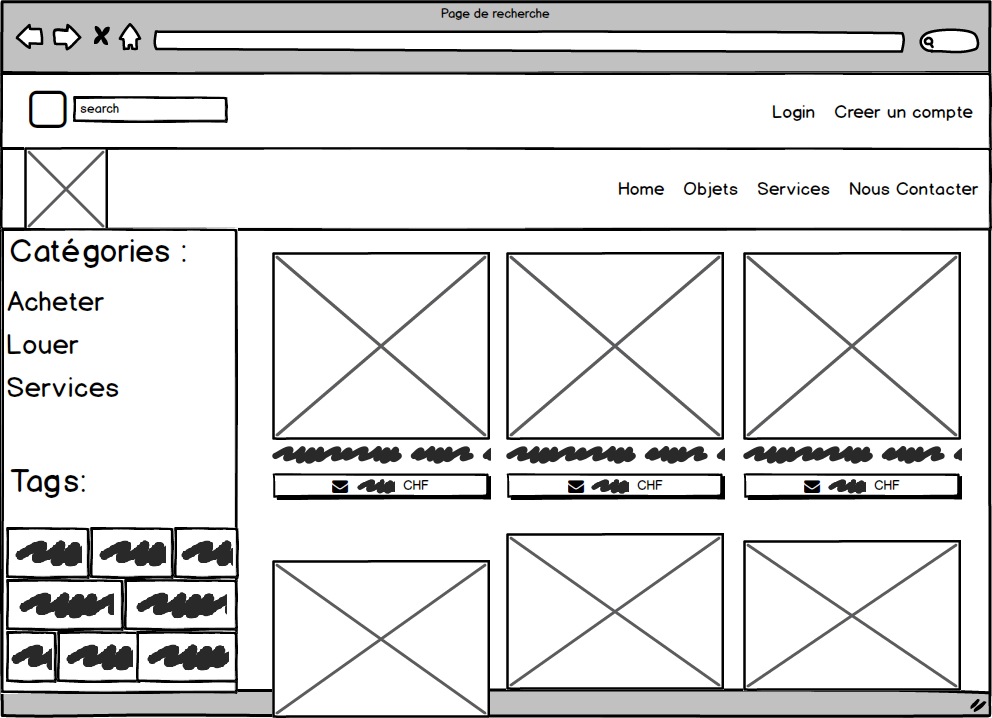 Page de recherche
search
Login Creer un compte
Home Objets Services Nous Contacter
Catégories :
Acheter
Louer
Services
Tags:
CHF CHF CHF